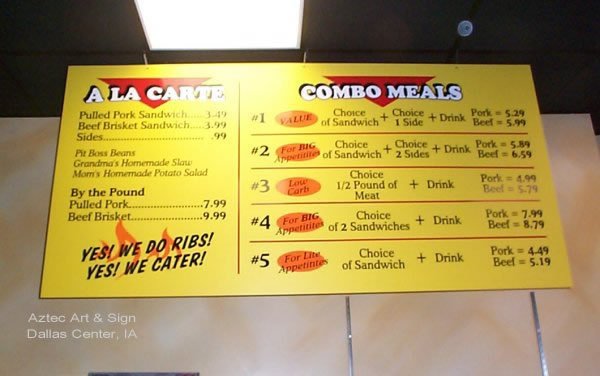 A LA CARTE
Pulled Pork Sandwich.....3.49
Beef Brisket Sandwich....3.99
Sides........................ .99
Pit Boss Beans
Grandma's Homemade Slaw
Mom's Homemade Potato Salad
By the Pound
Pulled Pork................7.99
Beef Brisket...............9.99
YES! WE DO RIBS!
YES! WE CATER!
COMBO MEALS
#1 VALUE Choice of Sandwich + Choice 1 Side + Drink Pork = 5.29 Beef = 5.99
#2 For BIG Appetitites Choice of Sandwich + Choice 2 Sides + Drink Pork = 5.89 Beef = 6.59
#3 Low Carb Choice 1/2 Pound of Meat + Drink Pork = 4.99 Beef = 5.79
#4 For BIG Appetitites Choice of 2 Sandwiches + Drink Pork = 7.99 Beef = 8.79
#5 For Lite Appetitites Choice of Sandwich + Drink Pork = 4.49 Beef = 5.19
Aztec Art & Sign
Dallas Center, IA